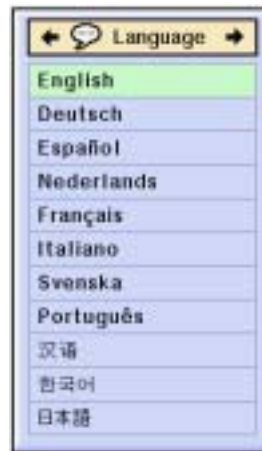 Language
English
Deutsch
Español
Nederlands
Français
Italiano
Svenska
Português
汉语
한국어
日本語